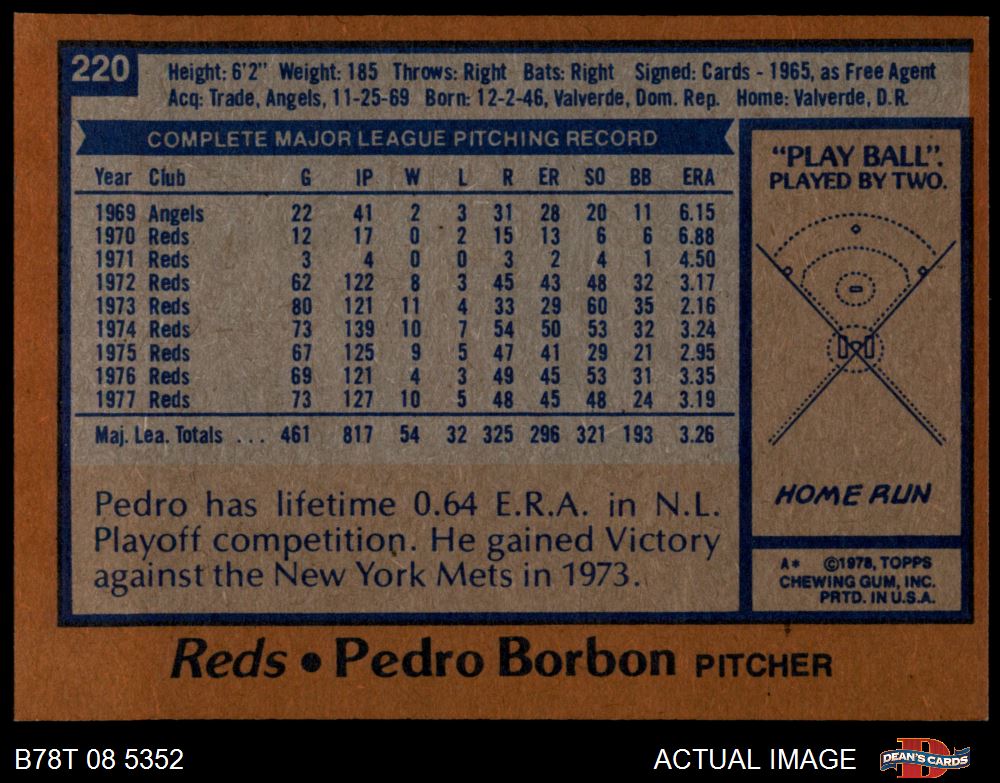 220
Height: 6'2" Weight: 185 Throws: Right Bats: Right Signed: Cards - 1965, as Free Agent
Acq: Trade, Angels, 11-25-69 Born: 12-2-46, Valverde, Dom. Rep. Home: Valverde, D.R.
COMPLETE MAJOR LEAGUE PITCHING RECORD
Year Club G IP W L R ER SO BB ERA
1969 Angels 22 41 2 3 31 28 20 11 6.15
1970 Reds 12 17 0 2 15 13 6 6 6.88
1971 Reds 3 4 0 0 3 2 4 1 4.50
1972 Reds 62 122 8 3 45 43 48 32 3.17
1973 Reds 80 121 11 4 33 29 60 35 2.16
1974 Reds 73 139 10 7 54 50 53 32 3.24
1975 Reds 67 125 9 5 47 41 29 21 2.95
1976 Reds 69 121 4 3 49 45 53 31 3.35
1977 Reds 73 127 10 5 48 45 48 24 3.19
Maj. Lea. Totals ... 461 817 54 32 325 296 321 193 3.26
Pedro has lifetime 0.64 E.R.A. in N.L.
Playoff competition. He gained Victory
against the New York Mets in 1973.
"PLAY BALL".
PLAYED BY TWO.
HOME RUN
A* ©1978, TOPPS
CHEWING GUM, INC.
PRTD. IN U.S.A.
Reds • Pedro Borbon PITCHER
B78T 08 5352 ACTUAL IMAGE DEAN'S CARDS